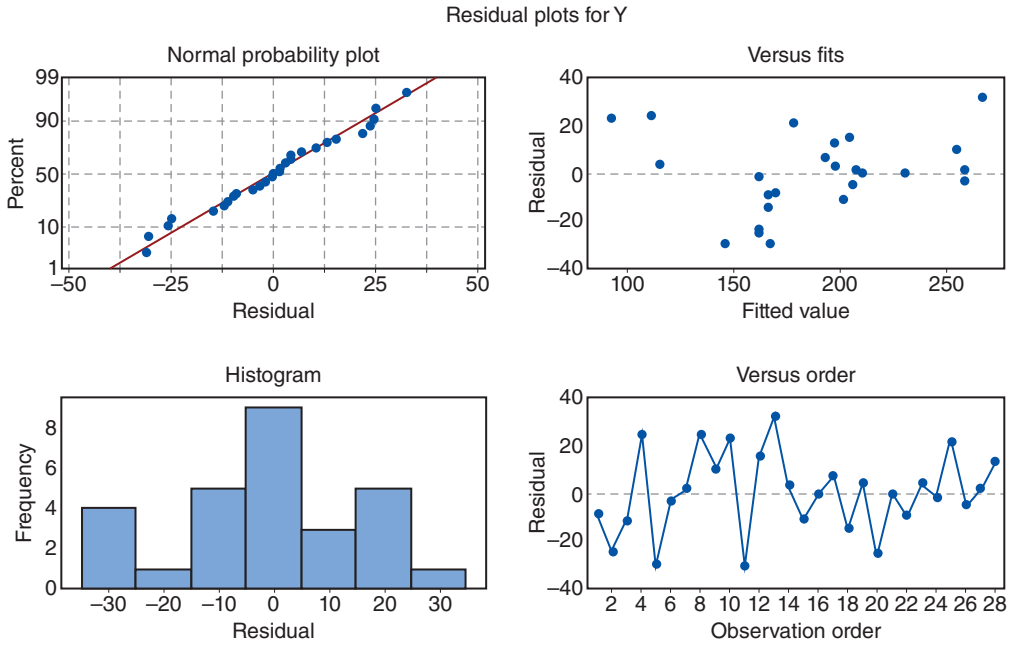 Residual plots for Y
Normal probability plot
99
90
50
10
1
Percent
−50
−25
0
25
50
Residual
Versus fits
40
20
0
−20
−40
Residual
100
150
200
250
Fitted value
Histogram
8
6
4
2
0
Frequency
−30
−20
−10
0
10
20
30
Residual
Versus order
40
20
0
−20
−40
Residual
2 4 6 8 10 12 14 16 18 20 22 24 26 28
Observation order